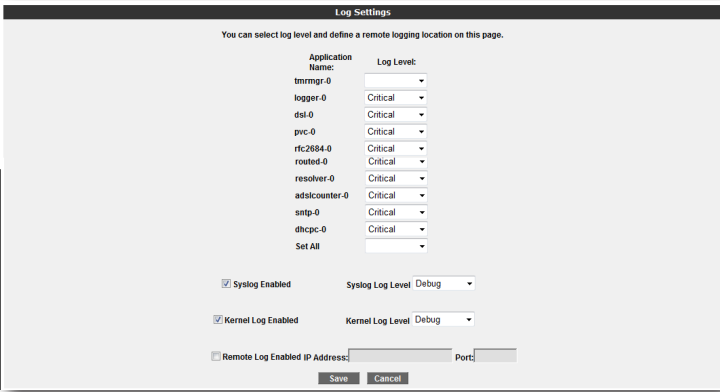 Log Settings
You can select log level and define a remote logging location on this page.
Application Name: Log Level:
tmrmgr-0
logger-0 Critical
dsl-0 Critical
pvc-0 Critical
rfc2684-0 Critical
routed-0 Critical
resolver-0 Critical
adslcounter-0 Critical
sntp-0 Critical
dhcpc-0 Critical
Set All
Syslog Enabled Syslog Log Level Debug
Kernel Log Enabled Kernel Log Level Debug
Remote Log Enabled IP Address: Port:
Save Cancel